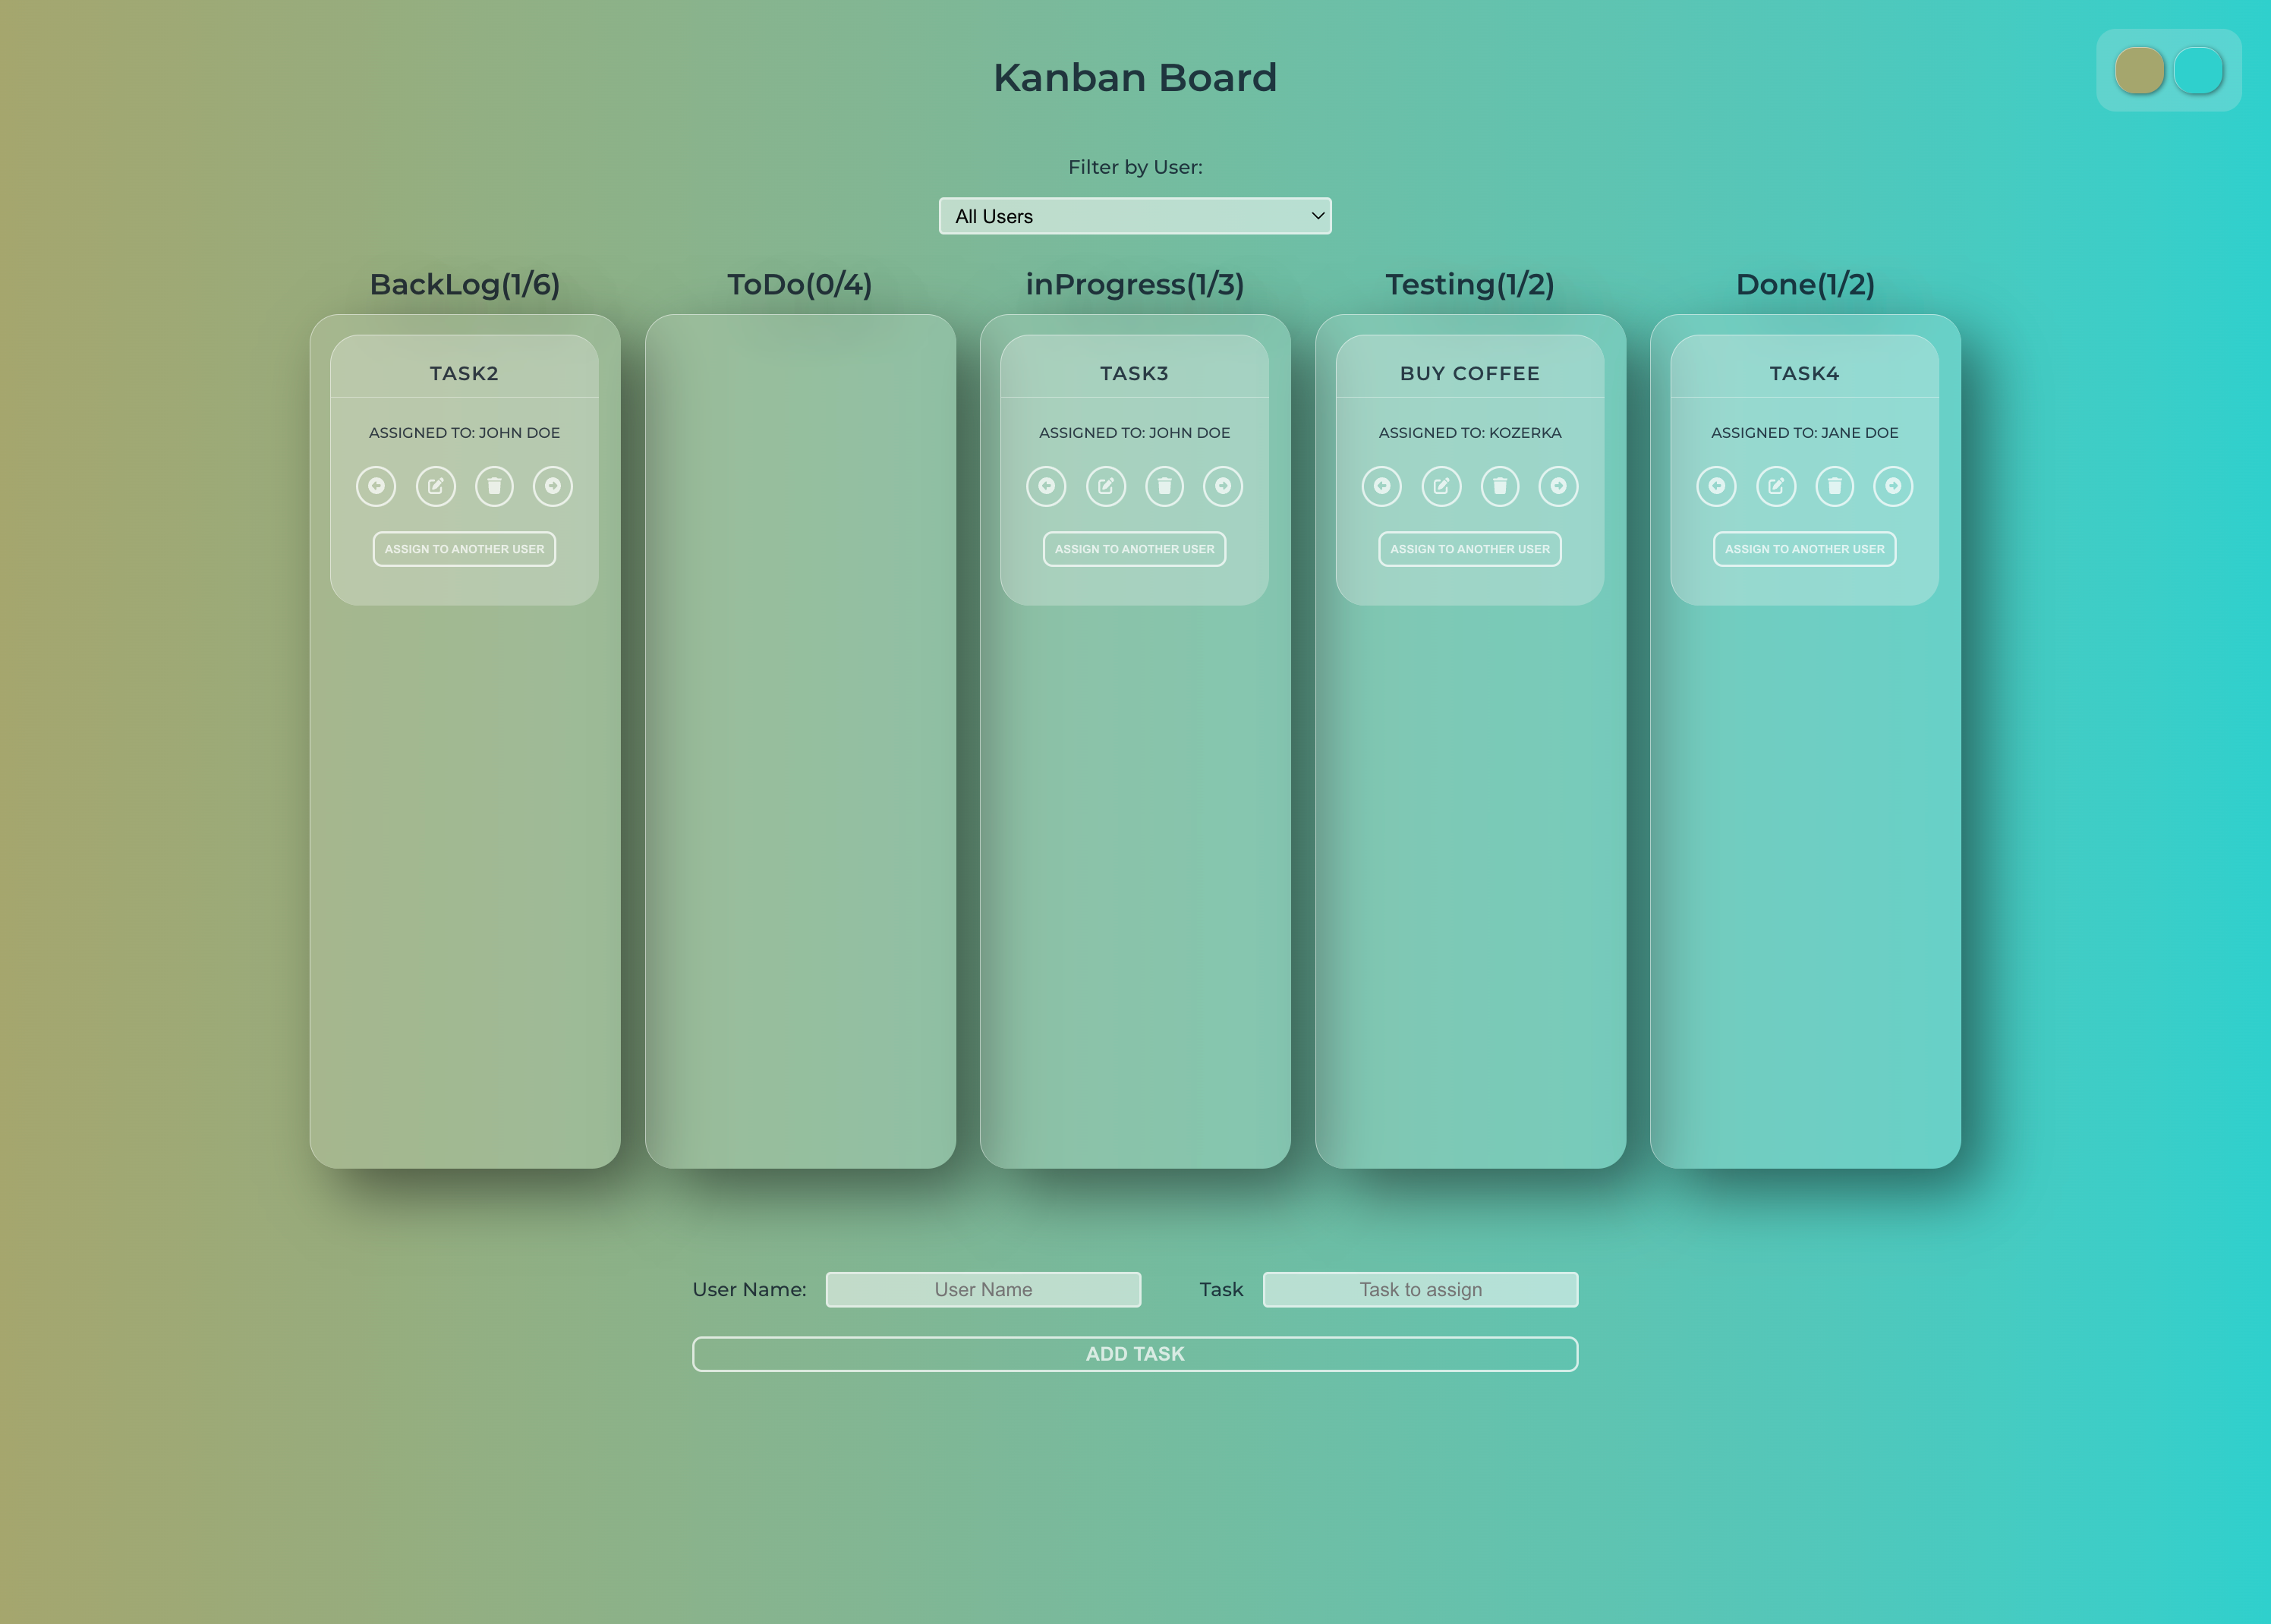 Kanban Board
Filter by User:
All Users
BackLog(1/6)
TASK2
ASSIGNED TO: JOHN DOE
ASSIGN TO ANOTHER USER
ToDo(0/4)
inProgress(1/3)
TASK3
ASSIGNED TO: JOHN DOE
ASSIGN TO ANOTHER USER
Testing(1/2)
BUY COFFEE
ASSIGNED TO: KOZERKA
ASSIGN TO ANOTHER USER
Done(1/2)
TASK4
ASSIGNED TO: JANE DOE
ASSIGN TO ANOTHER USER
User Name:
User Name
Task
Task to assign
ADD TASK